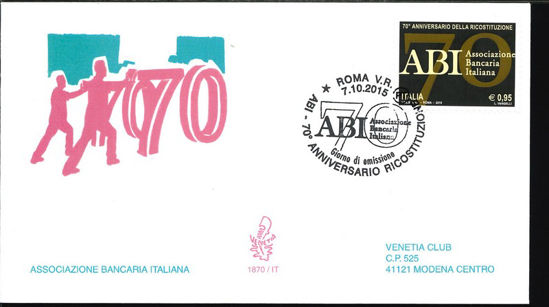 70
ASSOCIAZIONE BANCARIA ITALIANA
1870 / IT
ROMA V.R.
7.10.2015
ABI - 70° ANNIVERSARIO RICOSTITUZIONE
70
ABI Associazione
Bancaria
Italiana
Giorno di emissione
70° ANNIVERSARIO DELLA RICOSTITUZIONE
70
ABI Associazione
Bancaria
Italiana
ITALIA € 0,95
VENETIA CLUB
C.P. 525
41121 MODENA CENTRO